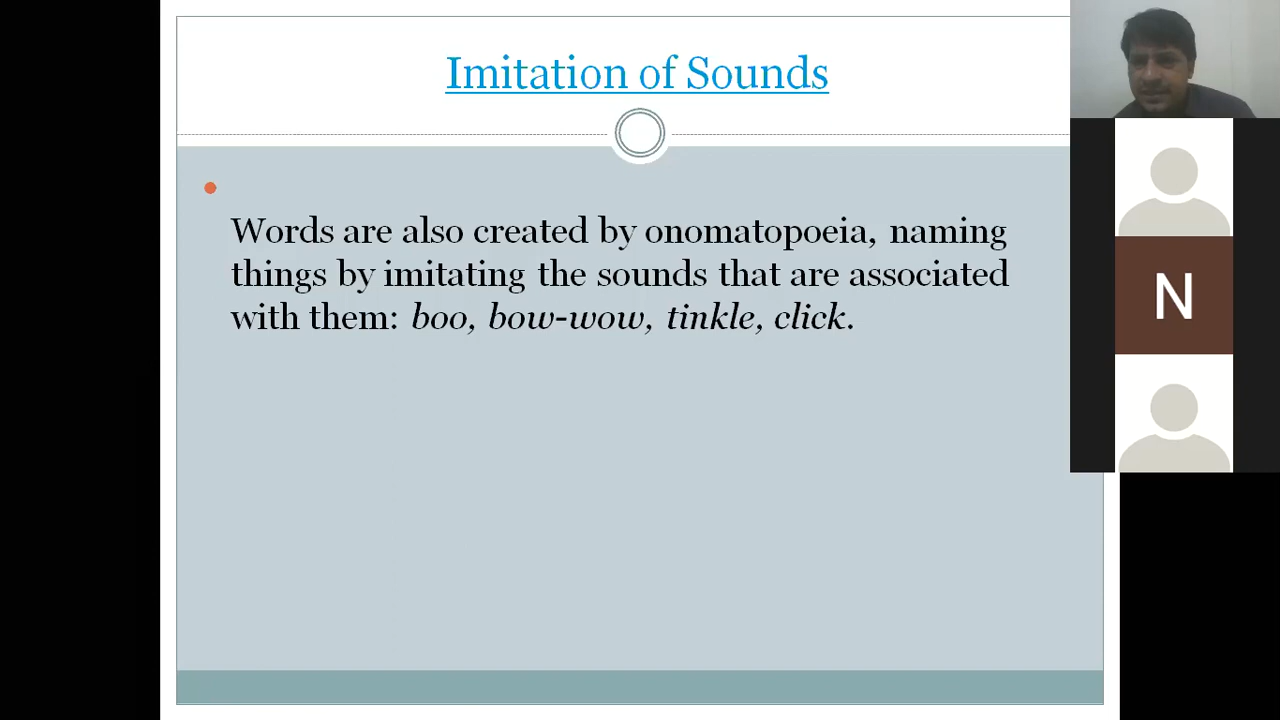 Imitation of Sounds
Words are also created by onomatopoeia, naming
things by imitating the sounds that are associated
with them: boo, bow-wow, tinkle, click.
N